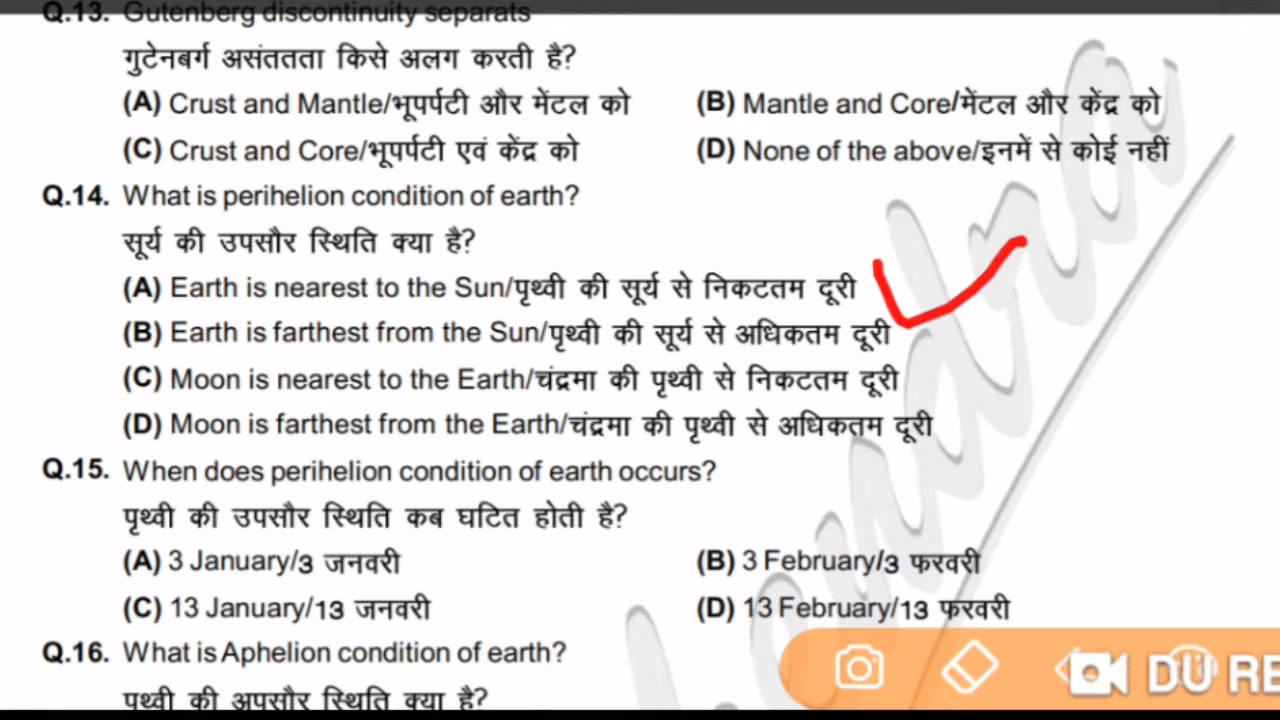 Q.13. Gutenberg discontinuity separats
गुटेनबर्ग असंततता किसे अलग करती है?
(A) Crust and Mantle/भूपर्पटी और मेंटल को (B) Mantle and Core/मेंटल और केंद्र को
(C) Crust and Core/भूपर्पटी एवं केंद्र को (D) None of the above/इनमें से कोई नहीं
Q.14. What is perihelion condition of earth?
सूर्य की उपसौर स्थिति क्या है?
(A) Earth is nearest to the Sun/पृथ्वी की सूर्य से निकटतम दूरी
(B) Earth is farthest from the Sun/पृथ्वी की सूर्य से अधिकतम दूरी
(C) Moon is nearest to the Earth/चंद्रमा की पृथ्वी से निकटतम दूरी
(D) Moon is farthest from the Earth/चंद्रमा की पृथ्वी से अधिकतम दूरी
Q.15. When does perihelion condition of earth occurs?
पृथ्वी की उपसौर स्थिति कब घटित होती है?
(A) 3 January/3 जनवरी (B) 3 February/3 फरवरी
(C) 13 January/13 जनवरी (D) 13 February/13 फरवरी
Q.16. What is Aphelion condition of earth?
पृथ्वी की अपसौर स्थिति क्या है?
DU RE